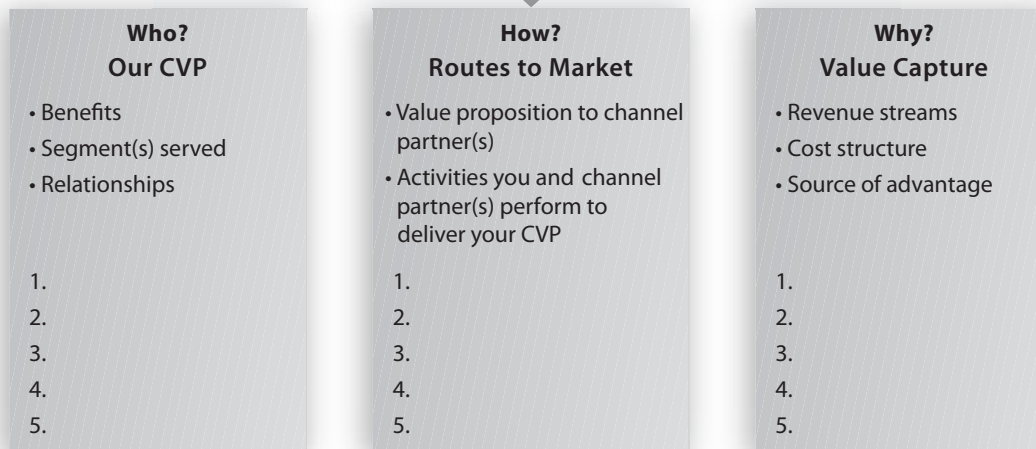 Who?
Our CVP
• Benefits
• Segment(s) served
• Relationships
1.
2.
3.
4.
5.
How?
Routes to Market
• Value proposition to channel
partner(s)
• Activities you and channel
partner(s) perform to
deliver your CVP
1.
2.
3.
4.
5.
Why?
Value Capture
• Revenue streams
• Cost structure
• Source of advantage
1.
2.
3.
4.
5.